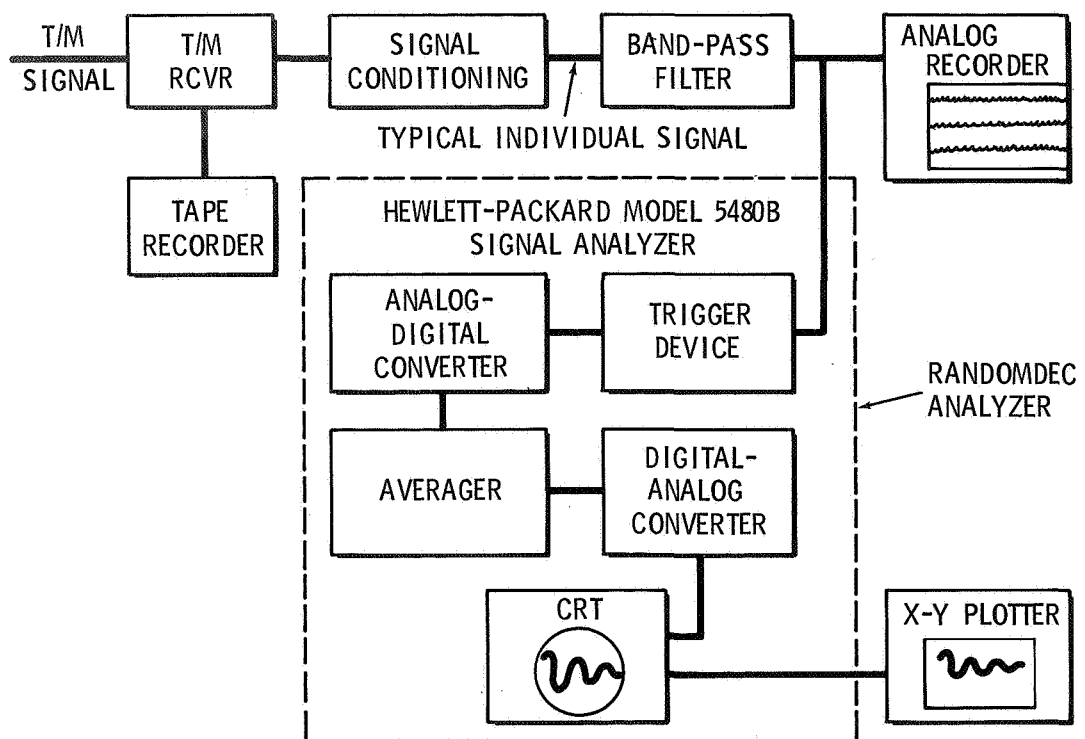 T/M
SIGNAL
T/M
RCVR
SIGNAL
CONDITIONING
BAND-PASS
FILTER
ANALOG
RECORDER
TYPICAL INDIVIDUAL SIGNAL
TAPE
RECORDER
HEWLETT-PACKARD MODEL 5480B
SIGNAL ANALYZER
ANALOG-
DIGITAL
CONVERTER
TRIGGER
DEVICE
RANDOMDEC
ANALYZER
AVERAGER
DIGITAL-
ANALOG
CONVERTER
CRT
X-Y PLOTTER